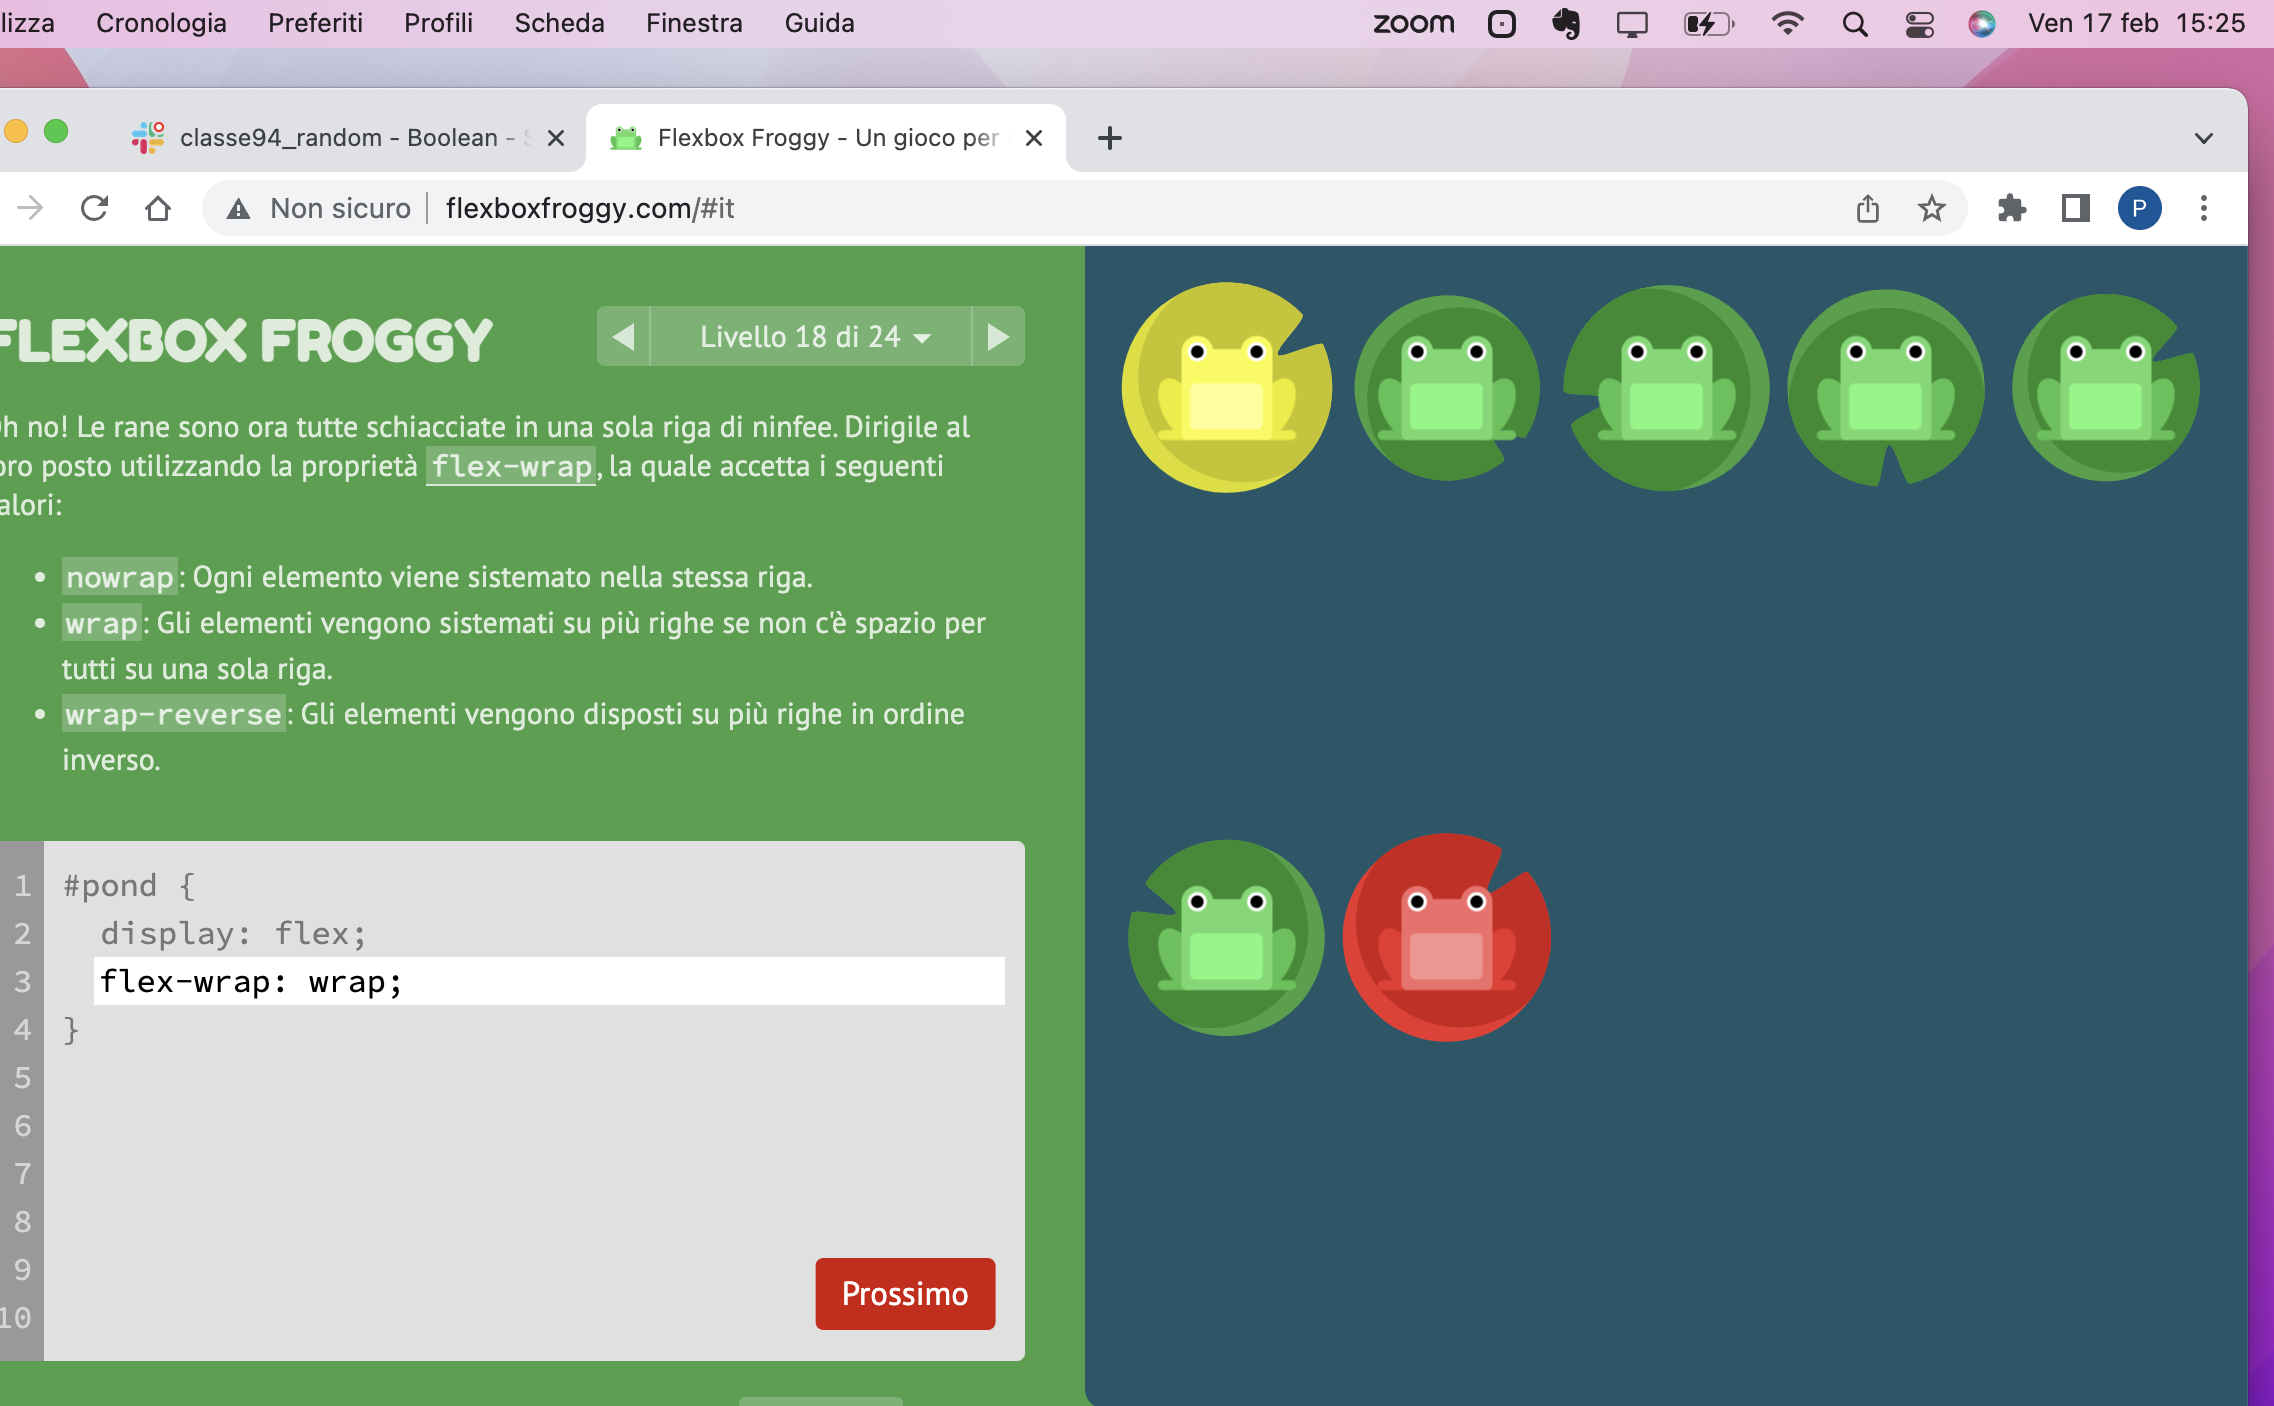 lizza Cronologia Preferiti Profili Scheda Finestra Guida zoom Ven 17 feb 15:25
classe94_random - Boolean - S Flexbox Froggy - Un gioco per
Non sicuro flexboxfroggy.com/#it P
FLEXBOX FROGGY Livello 18 di 24
h no! Le rane sono ora tutte schiacciate in una sola riga di ninfee. Dirigile al
oro posto utilizzando la proprietà flex-wrap, la quale accetta i seguenti
alori:
• nowrap: Ogni elemento viene sistemato nella stessa riga.
• wrap: Gli elementi vengono sistemati su più righe se non c'è spazio per
tutti su una sola riga.
• wrap-reverse: Gli elementi vengono disposti su più righe in ordine
inverso.
1 #pond {
2 display: flex;
3 flex-wrap: wrap;
4 }
5
6
7
8
9
10
Prossimo